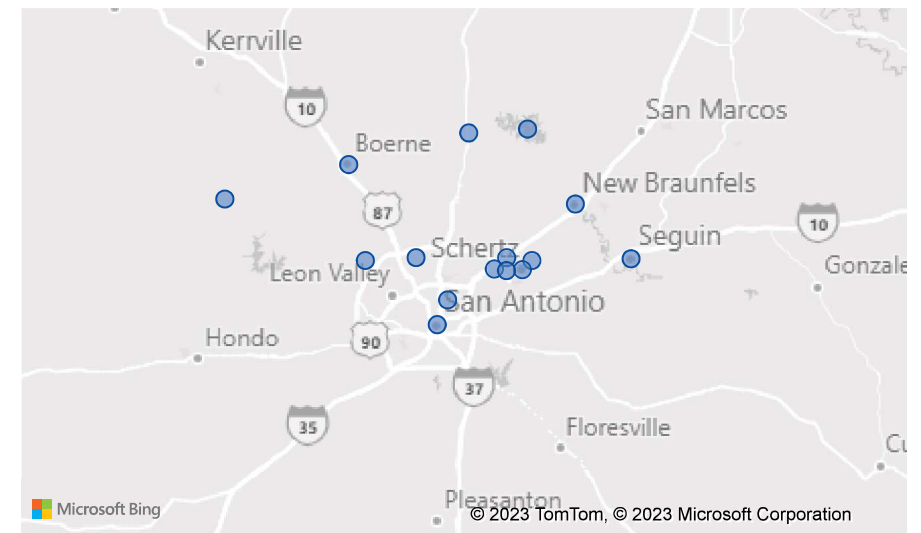 Kerrville
10
San Marcos
Boerne
New Braunfels
87
10
Seguin
Schertz
Gonzale
Leon Valley
San Antonio
Hondo
90
37
35
Floresville
Cu
Pleasanton
Microsoft Bing
© 2023 TomTom, © 2023 Microsoft Corporation